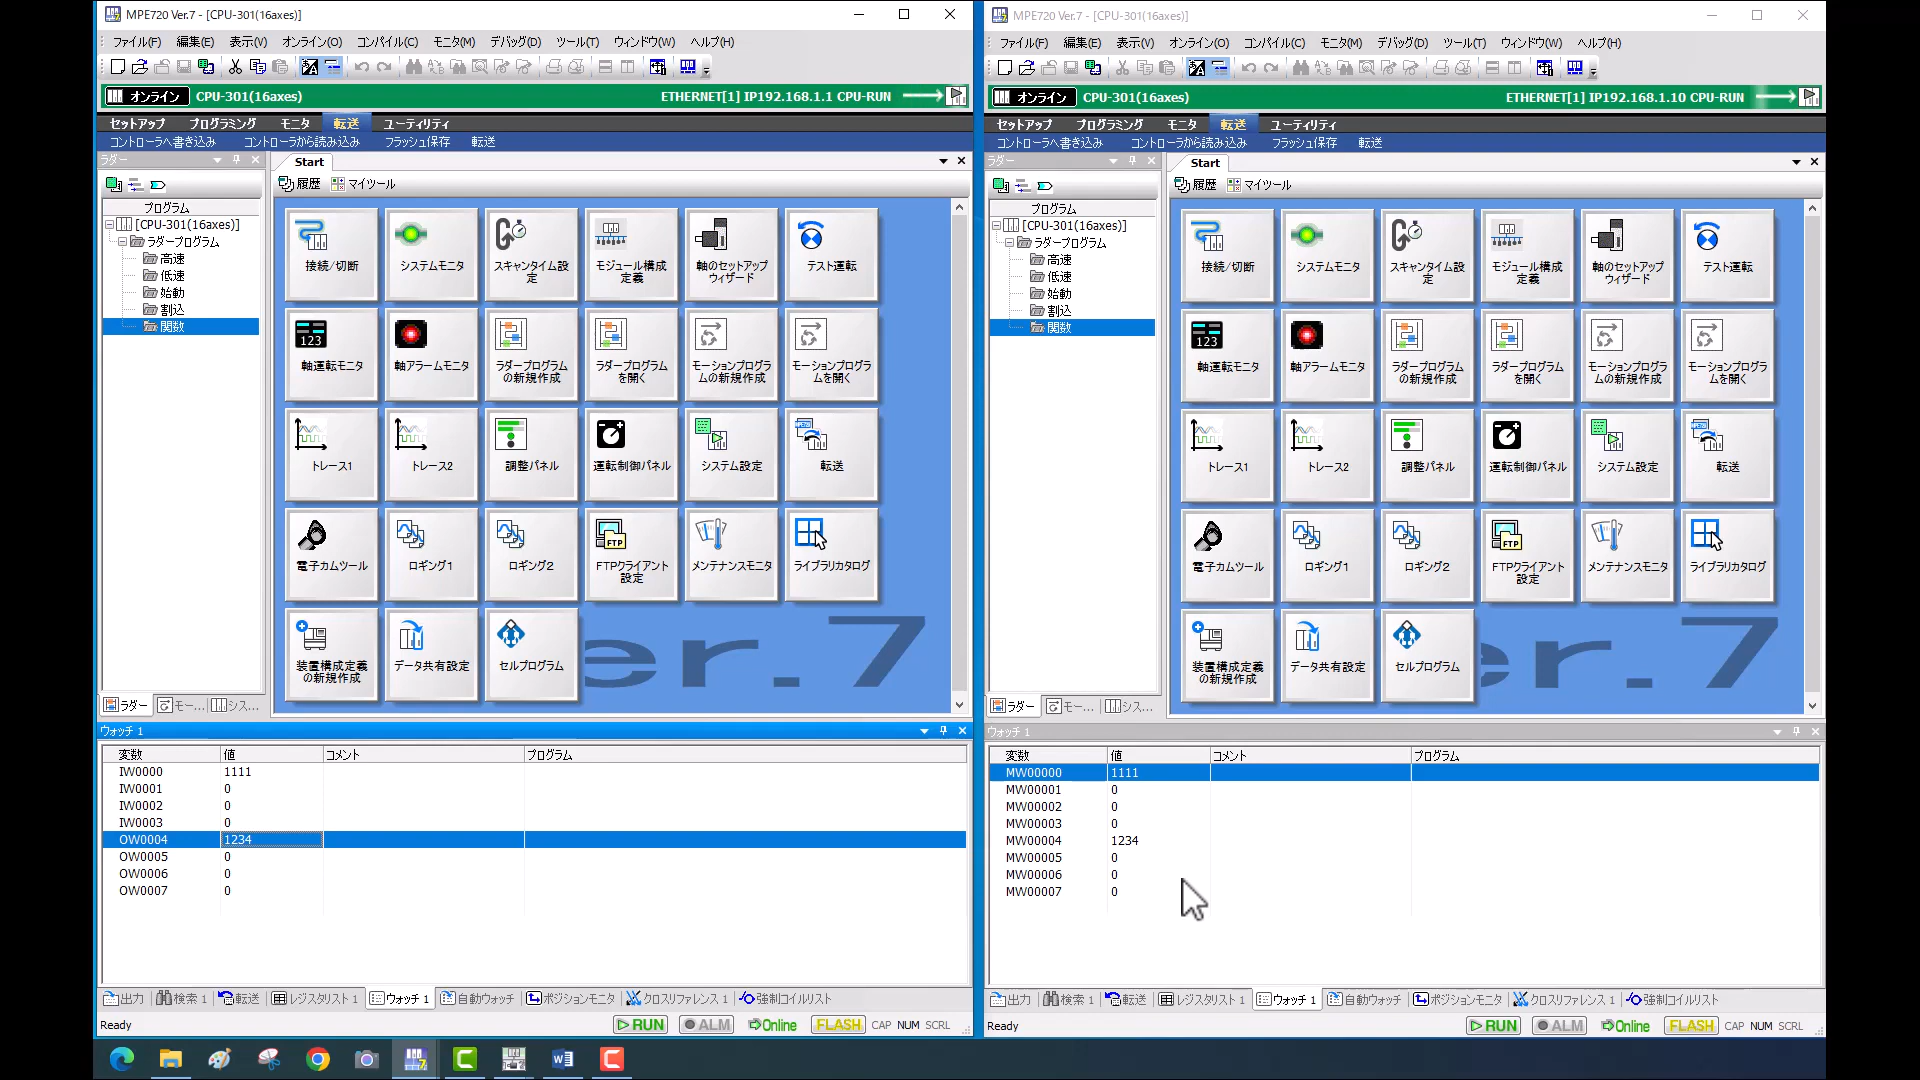 MPE720 Ver.7 - [CPU-301(16axes)]
ファイル(F) 編集(E) 表示(V) オンライン(O) コンパイル(C) モニタ(M) デバッグ(D) ツール(T) ウィンドウ(W) ヘルプ(H)
オンライン CPU-301(16axes) ETHERNET[1] IP192.168.1.1 CPU-RUN
セットアップ プログラミング モニタ 転送 ユーティリティ
コントローラへ書き込み コントローラから読み込み フラッシュ保存 転送
ラダー
Start
履歴 マイツール
プログラム
[CPU-301(16axes)]
ラダープログラム
高速
低速
始動
割込
関数
接続/切断 システムモニタ スキャンタイム設定 モジュール構成定義 軸のセットアップウィザード テスト運転
123
軸運転モニタ 軸アラームモニタ ラダープログラムの新規作成 ラダープログラムを開く モーションプログラムの新規作成 モーションプログラムを開く
トレース1 トレース2 調整パネル 運転制御パネル システム設定 転送
FTP
電子カムツール ロギング1 ロギング2 FTPクライアント設定 メンテナンスモニタ ライブラリカタログ
装置構成定義の新規作成 データ共有設定 セルプログラム
er.7
ラダー モー... シス...
ウォッチ 1
変数 値 コメント プログラム
IW0000 1111
IW0001 0
IW0002 0
IW0003 0
OW0004 1234
OW0005 0
OW0006 0
OW0007 0
出力 検索 1 転送 レジスタリスト 1 ウォッチ 1 自動ウォッチ ポジションモニタ クロスリファレンス 1 強制コイルリスト
Ready RUN ALM Online FLASH CAP NUM SCRL
MPE720 Ver.7 - [CPU-301(16axes)]
ファイル(F) 編集(E) 表示(V) オンライン(O) コンパイル(C) モニタ(M) デバッグ(D) ツール(T) ウィンドウ(W) ヘルプ(H)
オンライン CPU-301(16axes) ETHERNET[1] IP192.168.1.10 CPU-RUN
セットアップ プログラミング モニタ 転送 ユーティリティ
コントローラへ書き込み コントローラから読み込み フラッシュ保存 転送
ラダー
Start
履歴 マイツール
プログラム
[CPU-301(16axes)]
ラダープログラム
高速
低速
始動
割込
関数
接続/切断 システムモニタ スキャンタイム設定 モジュール構成定義 軸のセットアップウィザード テスト運転
123
軸運転モニタ 軸アラームモニタ ラダープログラムの新規作成 ラダープログラムを開く モーションプログラムの新規作成 モーションプログラムを開く
トレース1 トレース2 調整パネル 運転制御パネル システム設定 転送
FTP
電子カムツール ロギング1 ロギング2 FTPクライアント設定 メンテナンスモニタ ライブラリカタログ
装置構成定義の新規作成 データ共有設定 セルプログラム
er.7
ラダー モー... シス...
ウォッチ 1
変数 値 コメント プログラム
MW00000 1111
MW00001 0
MW00002 0
MW00003 0
MW00004 1234
MW00005 0
MW00006 0
MW00007 0
出力 検索 1 転送 レジスタリスト 1 ウォッチ 1 自動ウォッチ ポジションモニタ クロスリファレンス 1 強制コイルリスト
Ready RUN ALM Online FLASH CAP NUM SCRL